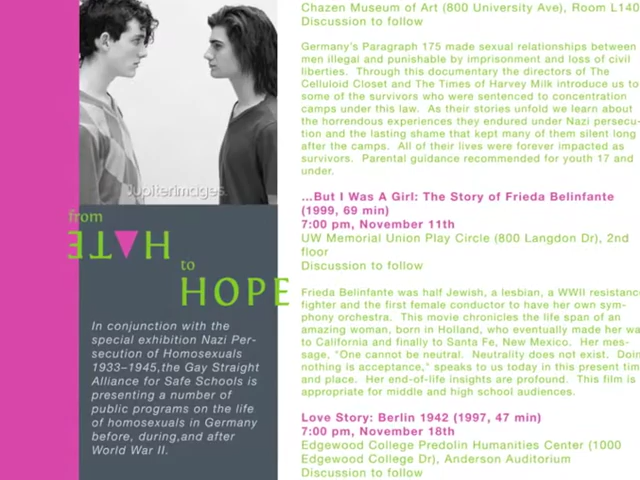 Jupiterimages
from
HATE
to
HOPE
In conjunction with the
special exhibition Nazi Per-
secution of Homosexuals
1933–1945,the Gay Straight
Alliance for Safe Schools is
presenting a number of
public programs on the life
of homosexuals in Germany
before, during,and after
World War II.
Chazen Museum of Art (800 University Ave), Room L140
Discussion to follow
Germany's Paragraph 175 made sexual relationships between
men illegal and punishable by imprisonment and loss of civil
liberties. Through this documentary the directors of The
Celluloid Closet and The Times of Harvey Milk introduce us to
some of the survivors who were sentenced to concentration
camps under this law. As their stories unfold we learn about
the horrendous experiences they endured under Nazi persecu-
tion and the lasting shame that kept many of them silent long
after the camps. All of their lives were forever impacted as
survivors. Parental guidance recommended for youth 17 and
under.
...But I Was A Girl: The Story of Frieda Belinfante
(1999, 69 min)
7:00 pm, November 11th
UW Memorial Union Play Circle (800 Langdon Dr), 2nd
floor
Discussion to follow
Frieda Belinfante was half Jewish, a lesbian, a WWII resistanc
fighter and the first female conductor to have her own sym-
phony orchestra. This movie chronicles the life span of an
amazing woman, born in Holland, who eventually made her wa
to California and finally to Santa Fe, New Mexico. Her mes-
sage, "One cannot be neutral. Neutrality does not exist. Doin
nothing is acceptance," speaks to us today in this present tim
and place. Her end-of-life insights are profound. This film is
appropriate for middle and high school audiences.
Love Story: Berlin 1942 (1997, 47 min)
7:00 pm, November 18th
Edgewood College Predolin Humanities Center (1000
Edgewood College Dr), Anderson Auditorium
Discussion to follow